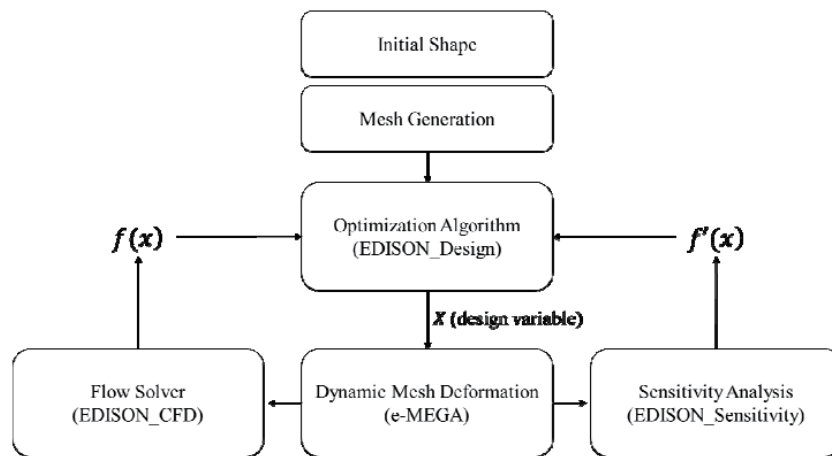 Initial Shape
Mesh Generation
Optimization Algorithm
(EDISON_Design)
f(x)
f'(x)
X (design variable)
Flow Solver
(EDISON_CFD)
Dynamic Mesh Deformation
(e-MEGA)
Sensitivity Analysis
(EDISON_Sensitivity)